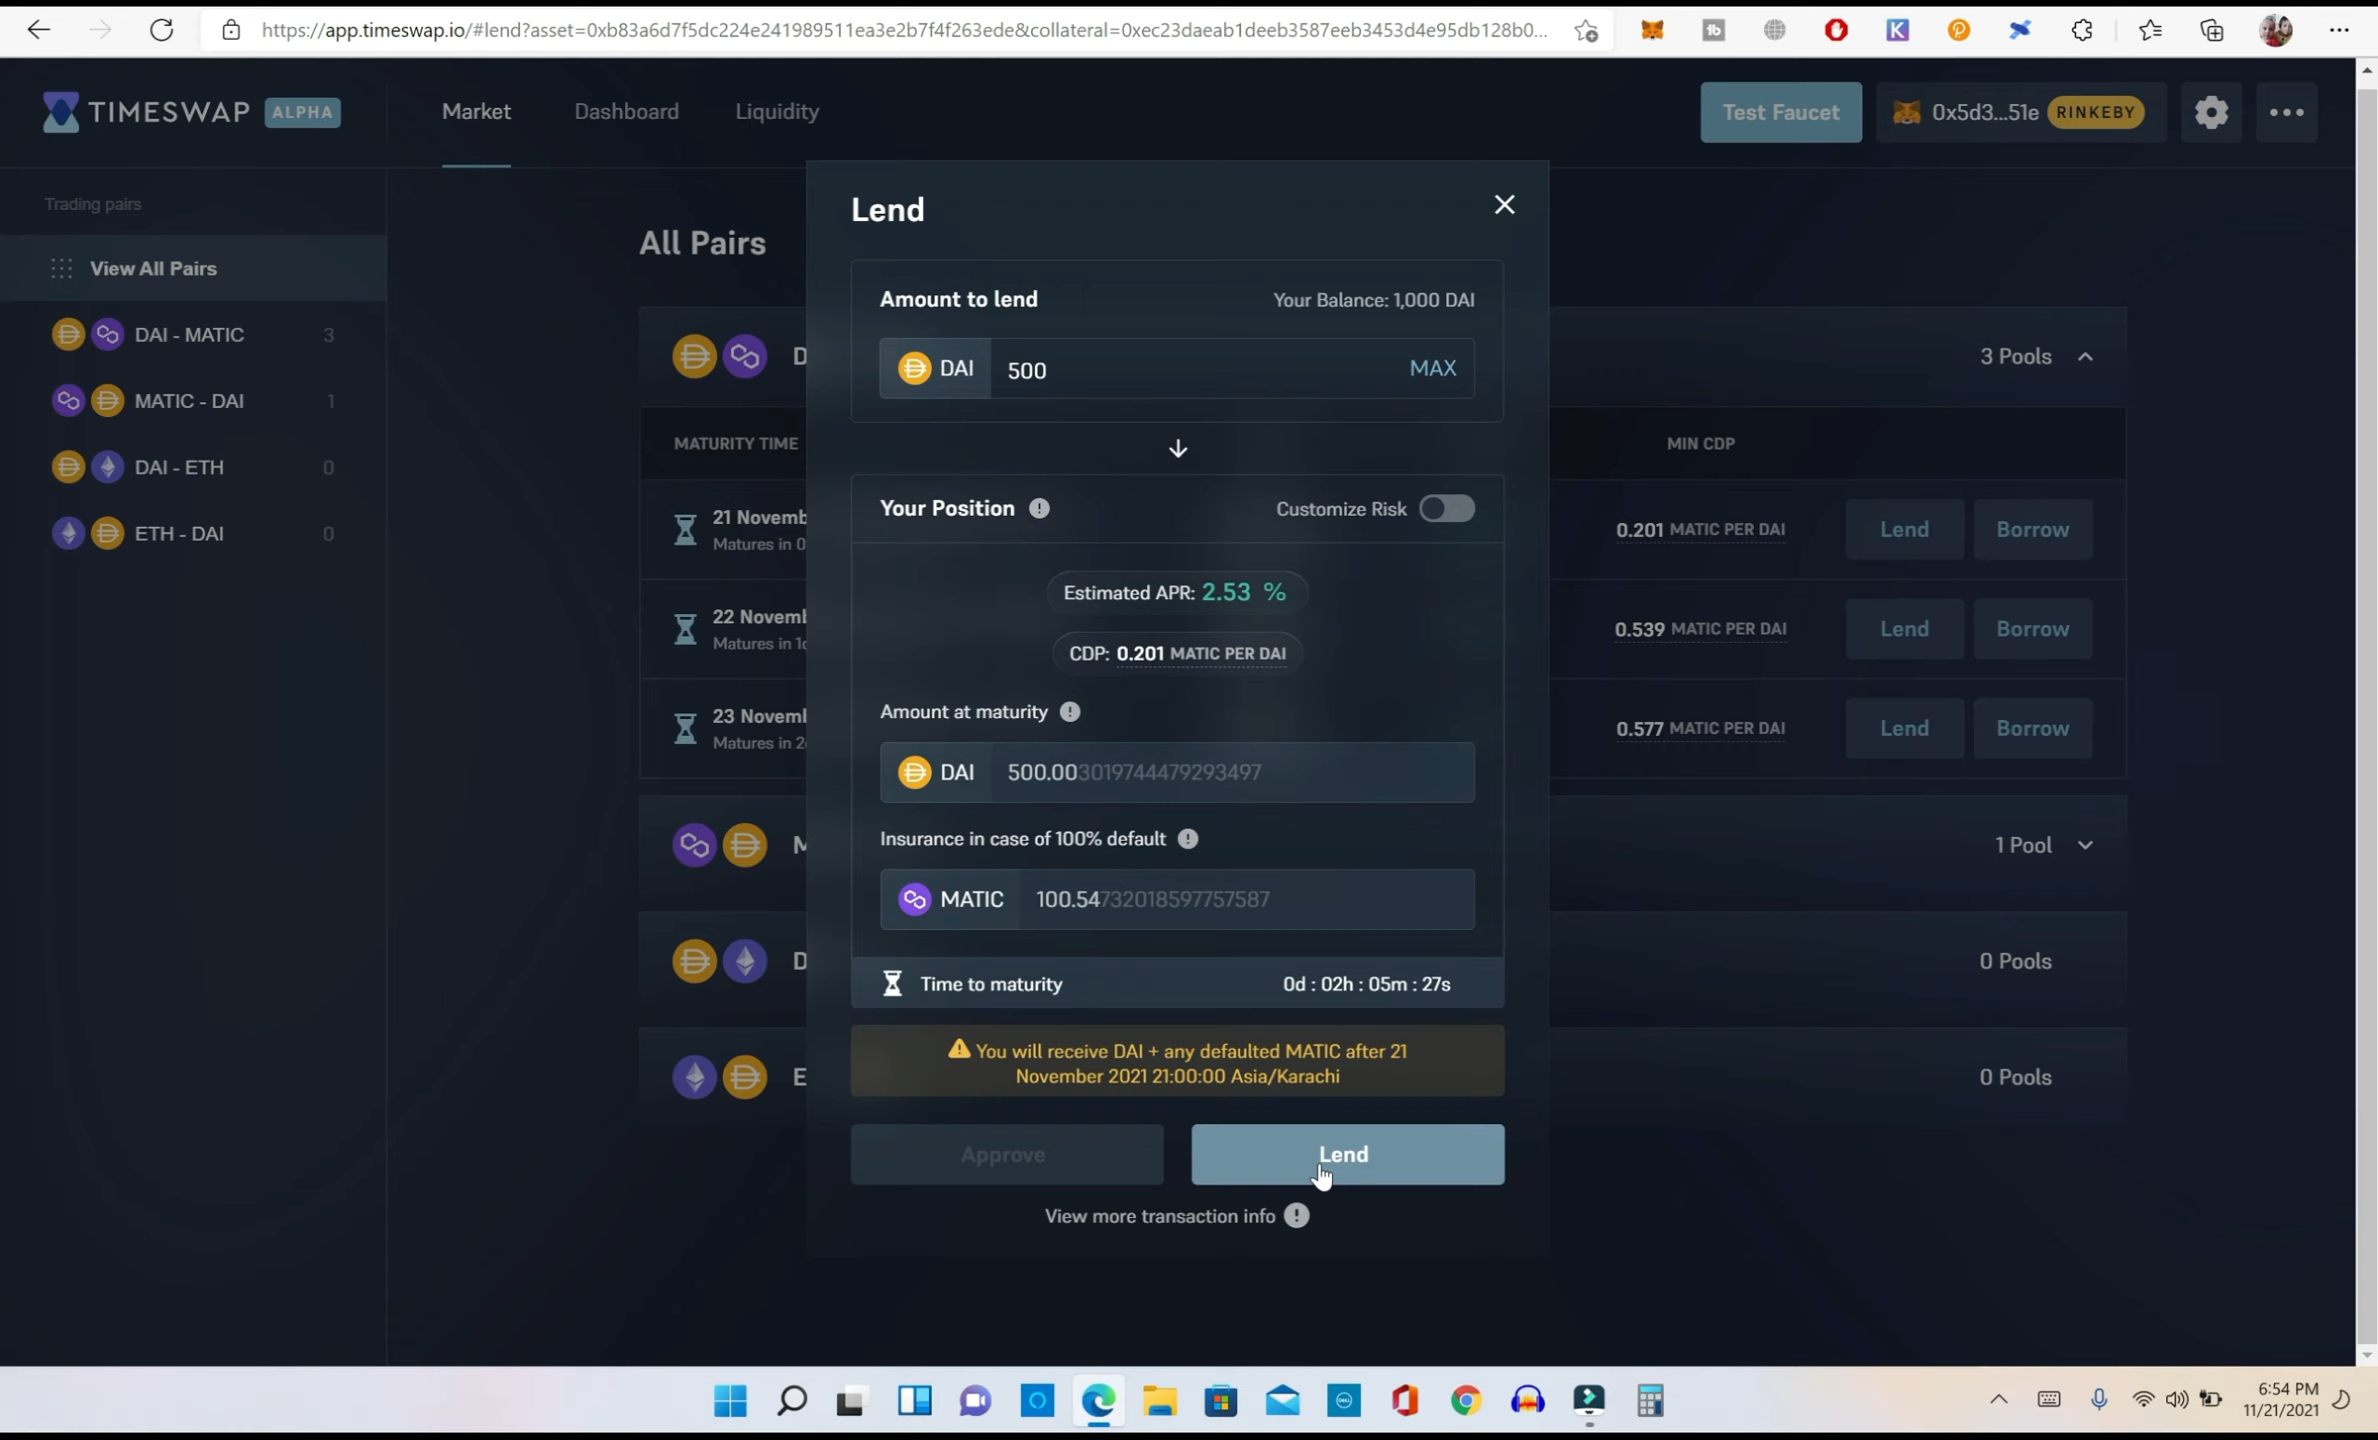 https://app.timeswap.io/#lend?asset=0xb83a6d7f5dc224e241989511ea3e2b7f4f263ede&collateral=0xec23daeab1deeb3587eeb3453d4e95db128b0...
TIMESWAP ALPHA
Market
Dashboard
Liquidity
Test Faucet
0x5d3...51e RINKEBY
Trading pairs
View All Pairs
DAI - MATIC 3
MATIC - DAI 1
DAI - ETH 0
ETH - DAI 0
All Pairs
D
3 Pools
MATURITY TIME
MIN CDP
21 Novemb
Matures in 0
0.201 MATIC PER DAI
Lend
Borrow
22 Novemb
Matures in 1d
0.539 MATIC PER DAI
Lend
Borrow
23 Novemb
Matures in 2d
0.577 MATIC PER DAI
Lend
Borrow
M
1 Pool
D
0 Pools
E
0 Pools
Lend
Amount to lend
Your Balance: 1,000 DAI
DAI 500 MAX
Your Position
Customize Risk
Estimated APR: 2.53 %
CDP: 0.201 MATIC PER DAI
Amount at maturity
DAI 500.003019744479293497
Insurance in case of 100% default
MATIC 100.54732018597757587
Time to maturity 0d : 02h : 05m : 27s
You will receive DAI + any defaulted MATIC after 21
November 2021 21:00:00 Asia/Karachi
Approve
Lend
View more transaction info
6:54 PM
11/21/2021